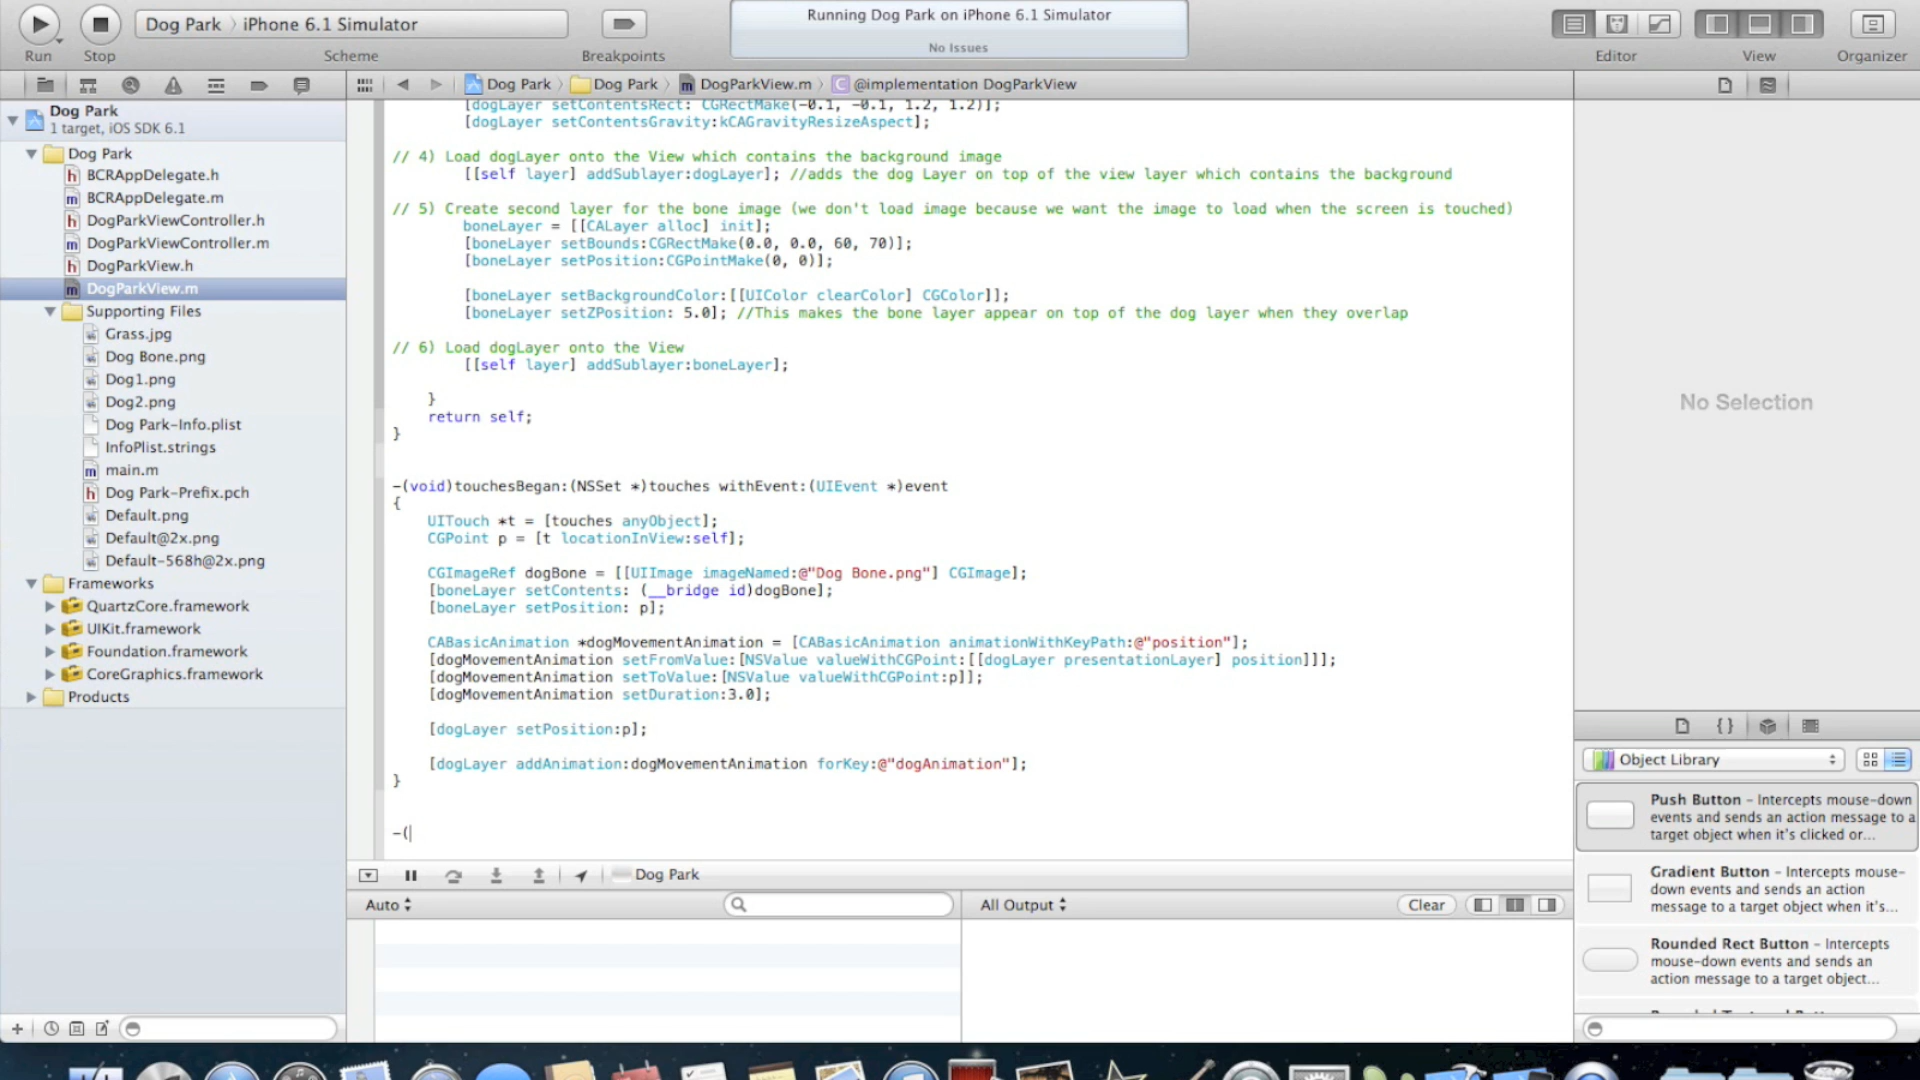 Dog Park
iPhone 6.1 Simulator
Running Dog Park on iPhone 6.1 Simulator
No Issues
Run
Stop
Scheme
Breakpoints
Editor
View
Organizer
Dog Park
Dog Park
DogParkView.m
@implementation DogParkView
Dog Park
1 target, iOS SDK 6.1
Dog Park
BCRAppDelegate.h
BCRAppDelegate.m
DogParkViewController.h
DogParkViewController.m
DogParkView.h
DogParkView.m
Supporting Files
Grass.jpg
Dog Bone.png
Dog1.png
Dog2.png
Dog Park-Info.plist
InfoPlist.strings
main.m
Dog Park-Prefix.pch
Default.png
Default@2x.png
Default-568h@2x.png
Frameworks
QuartzCore.framework
UIKit.framework
Foundation.framework
CoreGraphics.framework
Products
[dogLayer setContentsRect: CGRectMake(-0.1, -0.1, 1.2, 1.2)];
[dogLayer setContentsGravity:kCAGravityResizeAspect];
// 4) Load dogLayer onto the View which contains the background image
[[self layer] addSublayer:dogLayer]; //adds the dog Layer on top of the view layer which contains the background
// 5) Create second layer for the bone image (we don't load image because we want the image to load when the screen is touched)
boneLayer = [[CALayer alloc] init];
[boneLayer setBounds:CGRectMake(0.0, 0.0, 60, 70)];
[boneLayer setPosition:CGPointMake(0, 0)];
[boneLayer setBackgroundColor:[[UIColor clearColor] CGColor]];
[boneLayer setZPosition: 5.0]; //This makes the bone layer appear on top of the dog layer when they overlap
// 6) Load dogLayer onto the View
[[self layer] addSublayer:boneLayer];
}
return self;
}
-(void)touchesBegan:(NSSet *)touches withEvent:(UIEvent *)event
{
UITouch *t = [touches anyObject];
CGPoint p = [t locationInView:self];
CGImageRef dogBone = [[UIImage imageNamed:@"Dog Bone.png"] CGImage];
[boneLayer setContents: (__bridge id)dogBone];
[boneLayer setPosition: p];
CABasicAnimation *dogMovementAnimation = [CABasicAnimation animationWithKeyPath:@"position"];
[dogMovementAnimation setFromValue:[NSValue valueWithCGPoint:[[dogLayer presentationLayer] position]]];
[dogMovementAnimation setToValue:[NSValue valueWithCGPoint:p]];
[dogMovementAnimation setDuration:3.0];
[dogLayer setPosition:p];
[dogLayer addAnimation:dogMovementAnimation forKey:@"dogAnimation"];
}
-(
Dog Park
Auto
All Output
Clear
No Selection
Object Library
Push Button - Intercepts mouse-down
events and sends an action message to a
target object when it's clicked or...
Gradient Button - Intercepts mouse-
down events and sends an action
message to a target object when it's...
Rounded Rect Button - Intercepts
mouse-down events and sends an
action message to a target object...